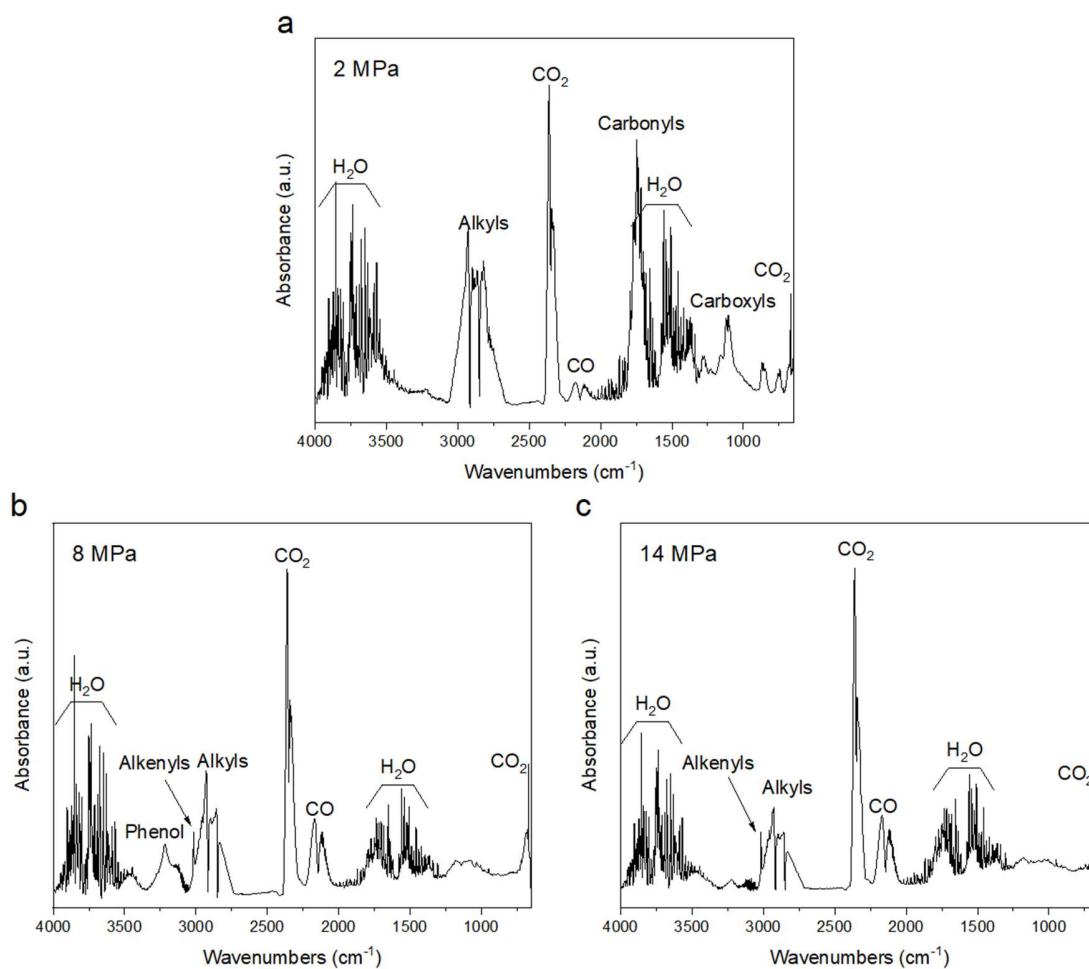 a
2 MPa
CO₂
Carbonyls
H₂O
H₂O
Alkyls
CO₂
Carboxyls
CO
Absorbance (a.u.)
4000 3500 3000 2500 2000 1500 1000
Wavenumbers (cm⁻¹)
b
8 MPa
CO₂
H₂O
Alkenyls
Alkyls
H₂O
CO₂
CO
Phenol
Absorbance (a.u.)
4000 3500 3000 2500 2000 1500 1000
Wavenumbers (cm⁻¹)
c
14 MPa
CO₂
H₂O
Alkenyls
Alkyls
H₂O
CO₂
CO
Absorbance (a.u.)
4000 3500 3000 2500 2000 1500 1000
Wavenumbers (cm⁻¹)